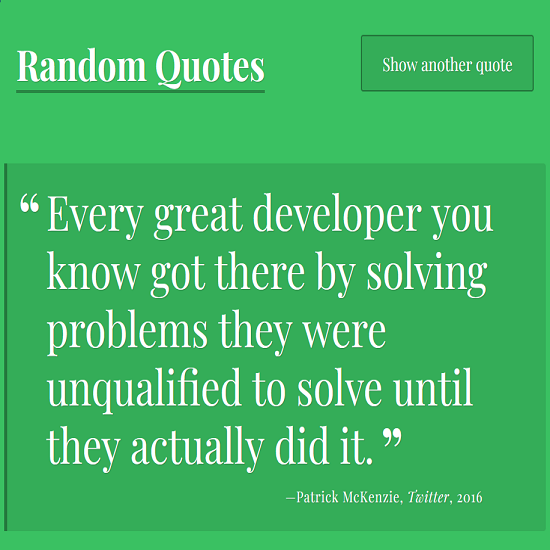 Random Quotes
Show another quote
“Every great developer you
know got there by solving
problems they were
unqualified to solve until
they actually did it.”
—Patrick McKenzie, Twitter, 2016